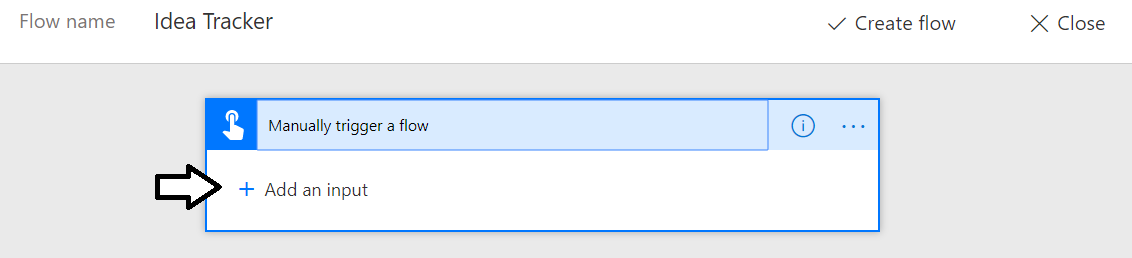 Flow name Idea Tracker Create flow Close
Manually trigger a flow
Add an input